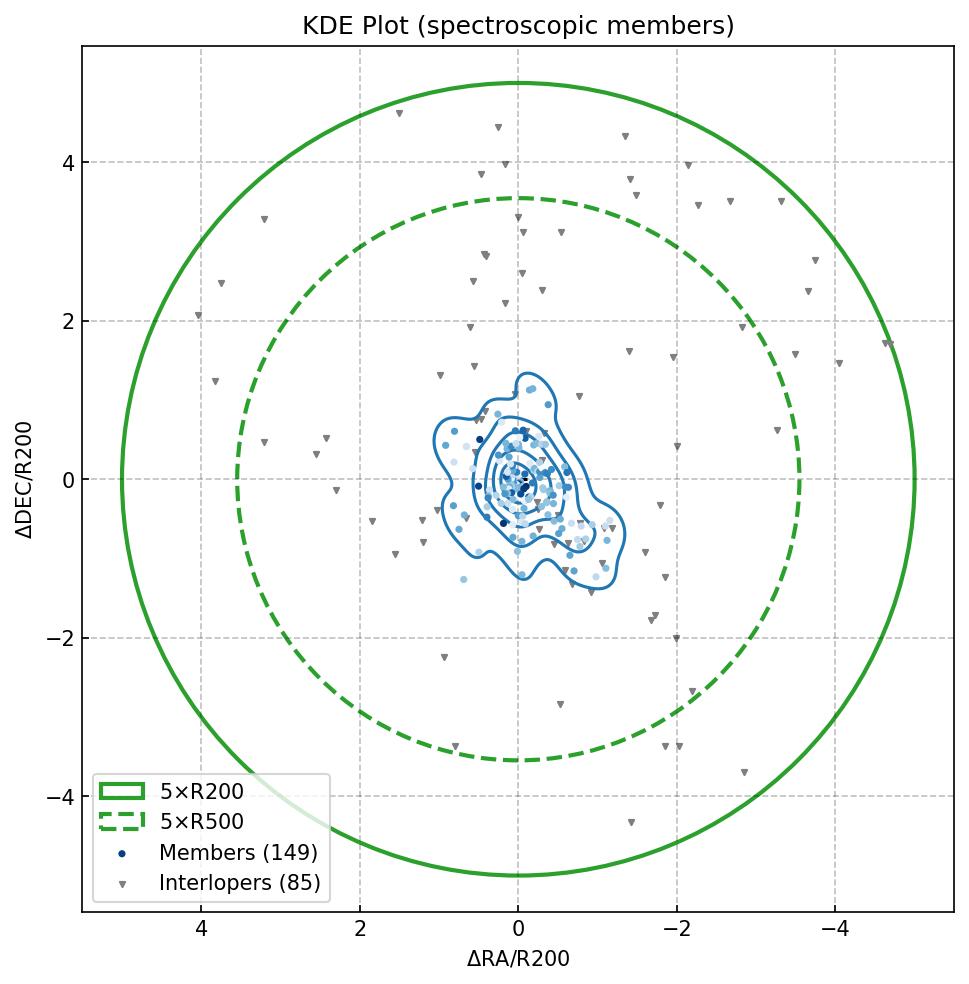 KDE Plot (spectroscopic members)
4
2
0
−2
−4
ΔDEC/R200
5×R200
5×R500
Members (149)
Interlopers (85)
4
2
0
−2
−4
ΔRA/R200